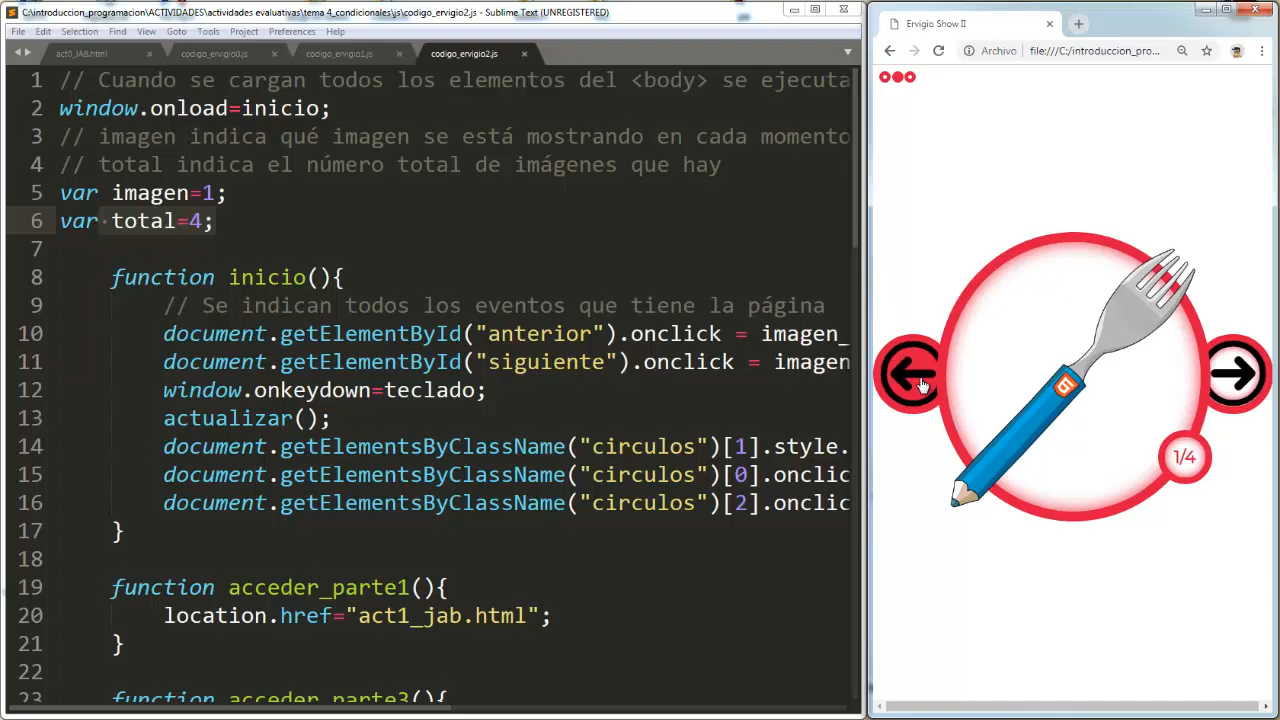 C:\introduccion_programacion\ACTIVIDADES\actividades evaluativas\tema 4_condicionales\js\codigo_ervigio2.js - Sublime Text (UNREGISTERED)
File Edit Selection Find View Goto Tools Project Preferences Help
act0_JAB.html codigo_ervigio0.js codigo_ervigio1.js codigo_ervigio2.js
1 // Cuando se cargan todos los elementos del <body> se ejecuta
2 window.onload=inicio;
3 // imagen indica qué imagen se está mostrando en cada momento
4 // total indica el número total de imágenes que hay
5 var imagen=1;
6 var total=4;
7
8 function inicio(){
9 // Se indican todos los eventos que tiene la página
10 document.getElementById("anterior").onclick = imagen_
11 document.getElementById("siguiente").onclick = imagen
12 window.onkeydown=teclado;
13 actualizar();
14 document.getElementsByClassName("circulos")[1].style.
15 document.getElementsByClassName("circulos")[0].onclic
16 document.getElementsByClassName("circulos")[2].onclic
17 }
18
19 function acceder_parte1(){
20 location.href="act1_jab.html";
21 }
22
23 function acceder_parte3(){
Ervigio Show II
Archivo file:///C:/introduccion_pro...
1/4